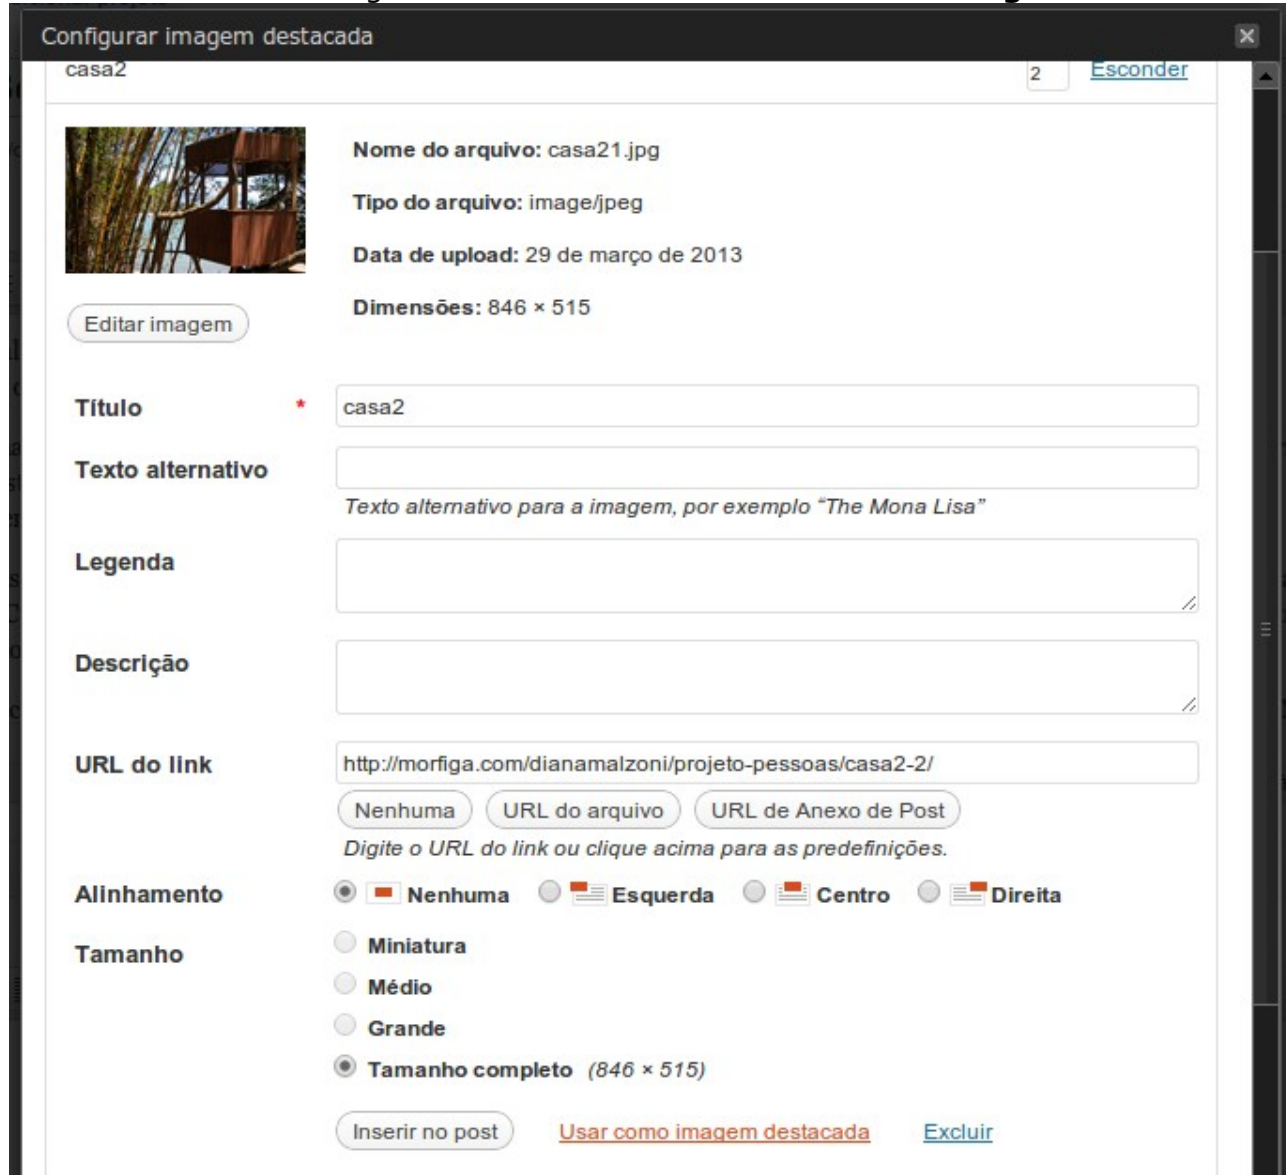 Configurar imagem destacada
casa2 2 Esconder
Nome do arquivo: casa21.jpg
Tipo do arquivo: image/jpeg
Data de upload: 29 de março de 2013
Dimensões: 846 × 515
Editar imagem
Título * casa2
Texto alternativo
Texto alternativo para a imagem, por exemplo “The Mona Lisa”
Legenda
Descrição
URL do link http://morfiga.com/dianamalzoni/projeto-pessoas/casa2-2/
Nenhuma URL do arquivo URL de Anexo de Post
Digite o URL do link ou clique acima para as predefinições.
Alinhamento Nenhuma Esquerda Centro Direita
Tamanho Miniatura
Médio
Grande
Tamanho completo (846 × 515)
Inserir no post Usar como imagem destacada Excluir